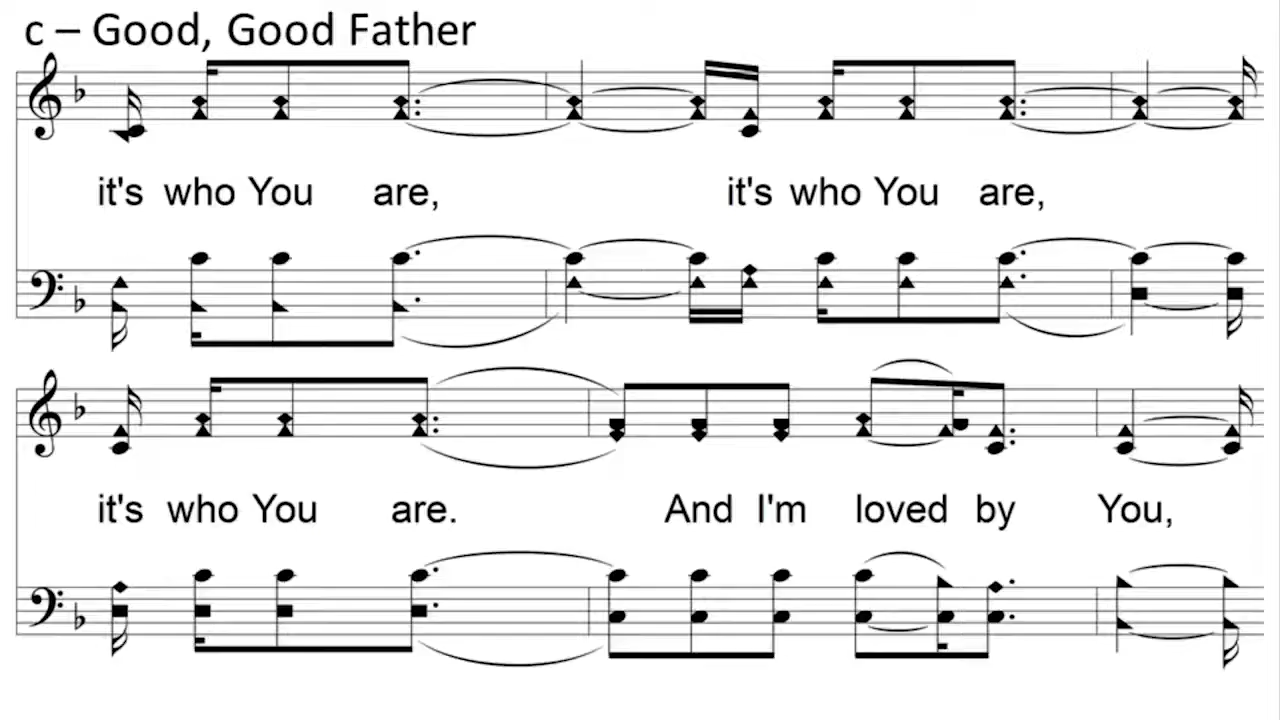 c – Good, Good Father
it's who You are, it's who You are,
it's who You are. And I'm loved by You,